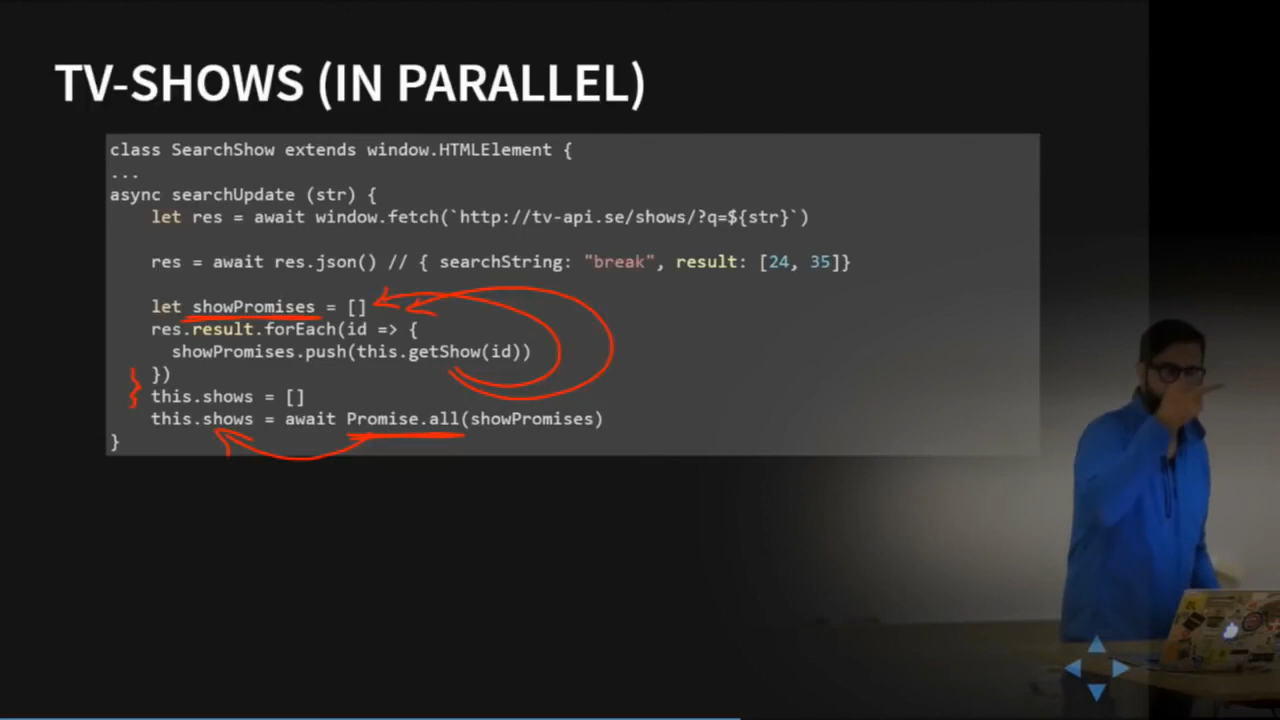 TV-SHOWS (IN PARALLEL)
class SearchShow extends window.HTMLElement {
...
async searchUpdate (str) {
let res = await window.fetch(`http://tv-api.se/shows/?q=${str}`)
res = await res.json() // { searchString: "break", result: [24, 35]}
let showPromises = []
res.result.forEach(id => {
showPromises.push(this.getShow(id))
})
this.shows = []
this.shows = await Promise.all(showPromises)
}